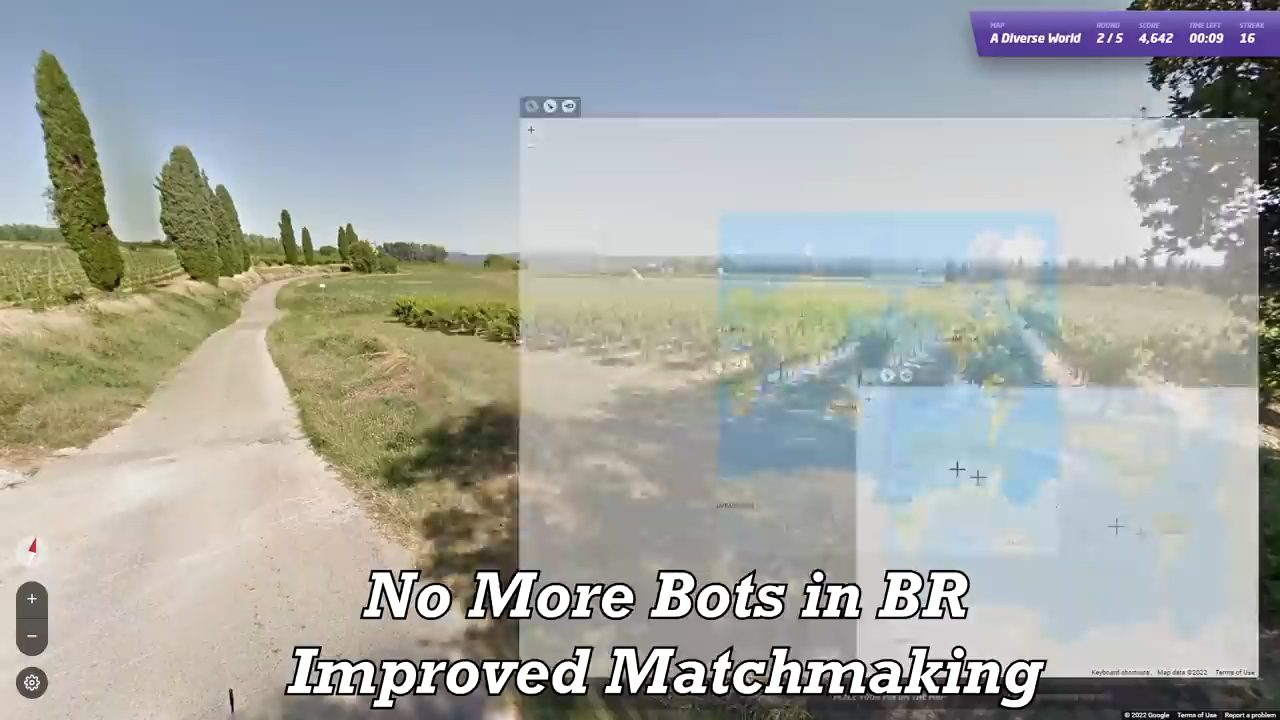 MAP ROUND SCORE TIME LEFT STREAK
A Diverse World 2 / 5 4,642 00:09 16
No More Bots in BR
Improved Matchmaking
Keyboard shortcuts Map data ©2022 Terms of Use
© 2022 Google Terms of Use Report a problem